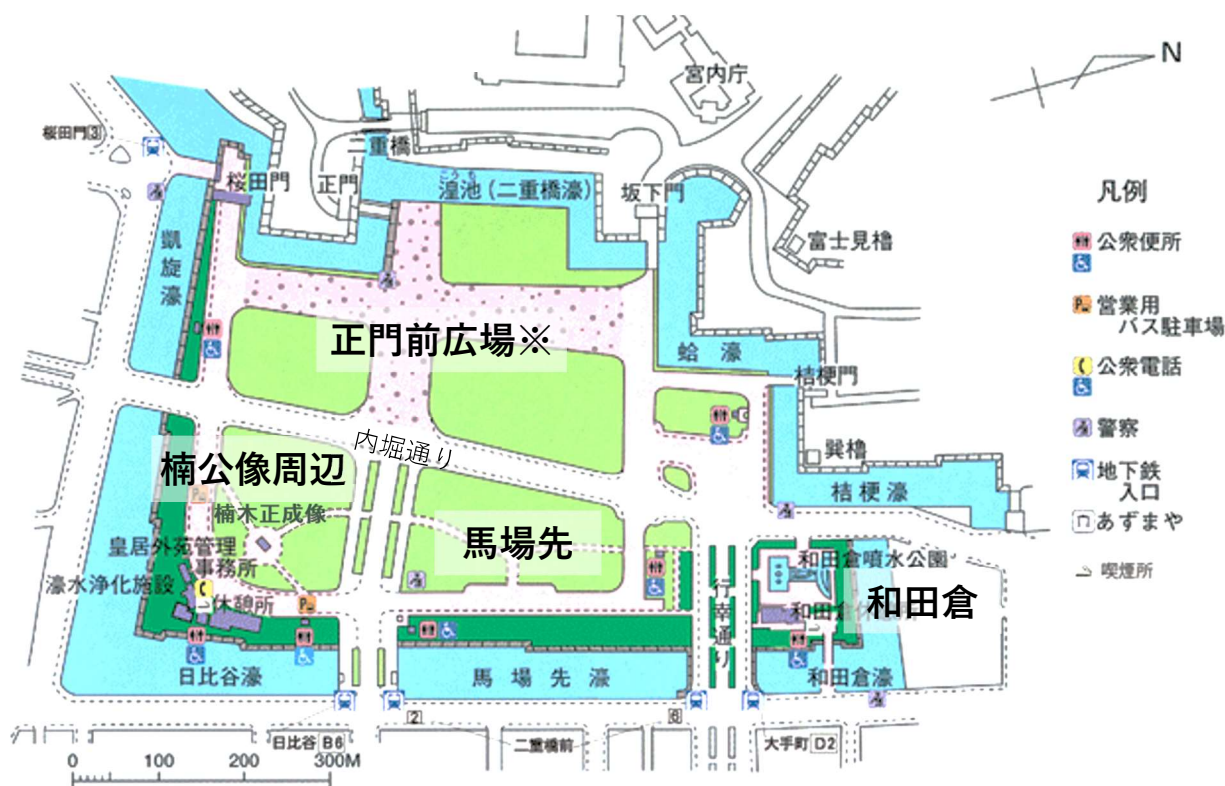 宮内庁
N
桜田門3
二重橋
桜田門
正門
こうち
湟池(二重橋濠)
坂下門
富士見櫓
凱旋濠
正門前広場※
蛤濠
桔梗門
内堀通り
巽櫓
桔梗濠
楠公像周辺
楠木正成像
馬場先
皇居外苑管理
事務所
濠水浄化施設
休憩所
和田倉噴水公園
和田倉
行幸通り
日比谷濠
馬場先濠
和田倉濠
2
6
日比谷 B6
二重橋前
大手町 D2
0 100 200 300M
凡例
公衆便所
P 営業用
バス駐車場
公衆電話
警察
地下鉄
入口
あずまや
喫煙所